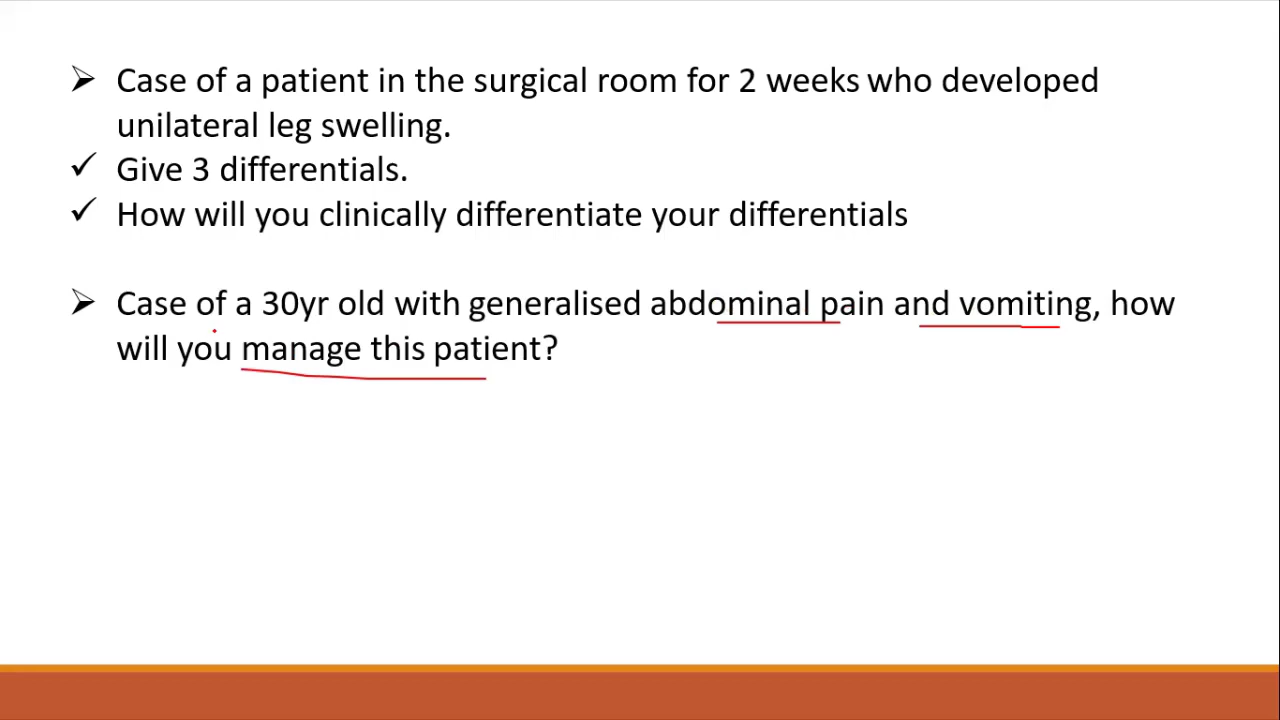 ➢ Case of a patient in the surgical room for 2 weeks who developed
unilateral leg swelling.
✓ Give 3 differentials.
✓ How will you clinically differentiate your differentials
➢ Case of a 30yr old with generalised abdominal pain and vomiting, how
will you manage this patient?